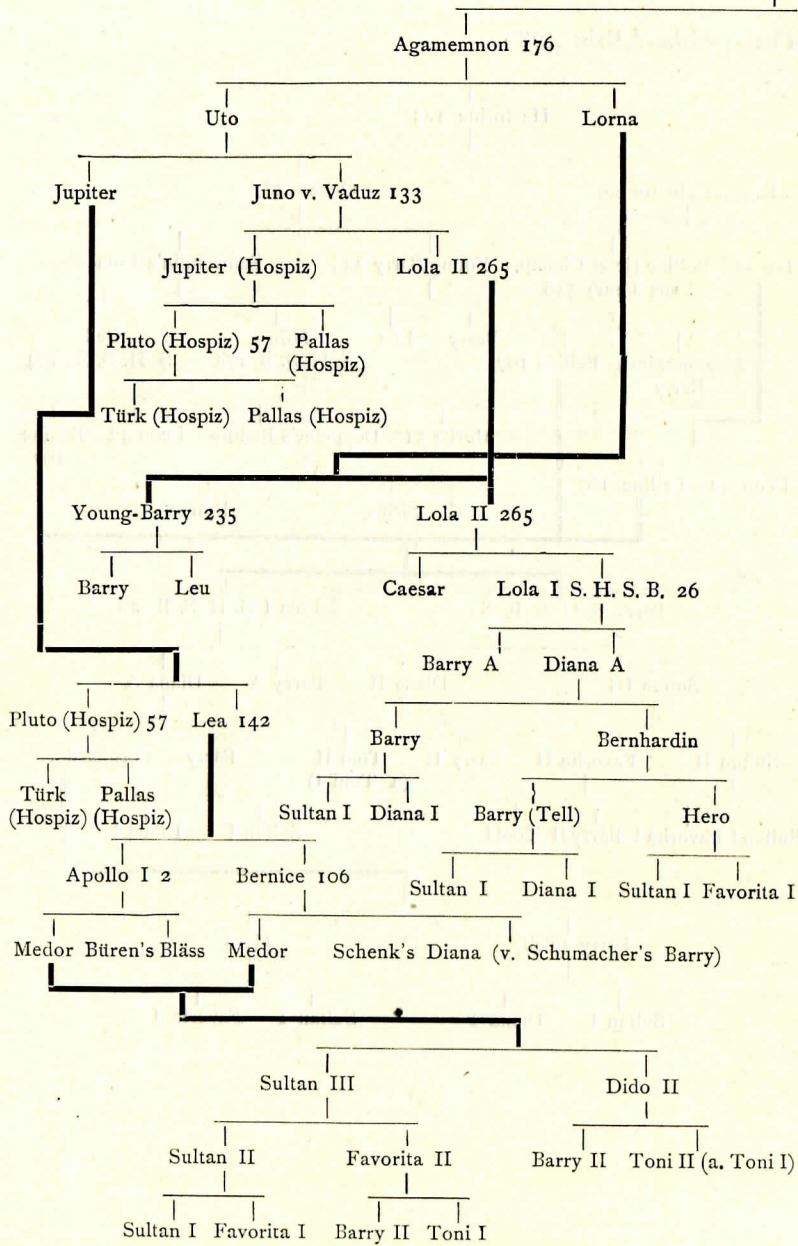 Agamemnon 176
Uto Lorna
Jupiter Juno v. Vaduz 133
Jupiter (Hospiz) Lola II 265
Pluto (Hospiz) 57 Pallas
(Hospiz)
Türk (Hospiz) Pallas (Hospiz)
Young-Barry 235 Lola II 265
Barry Leu Caesar Lola I S. H. S. B. 26
Barry A Diana A
Pluto (Hospiz) 57 Lea 142
Barry Bernhardin
Türk Pallas
(Hospiz) (Hospiz)
Sultan I Diana I Barry (Tell) Hero
Apollo I 2 Bernice 106
Sultan I Diana I Sultan I Favorita I
Medor Büren's Bläss Medor Schenk's Diana (v. Schumacher's Barry)
Sultan III Dido II
Sultan II Favorita II Barry II Toni II (a. Toni I)
Sultan I Favorita I Barry II Toni I